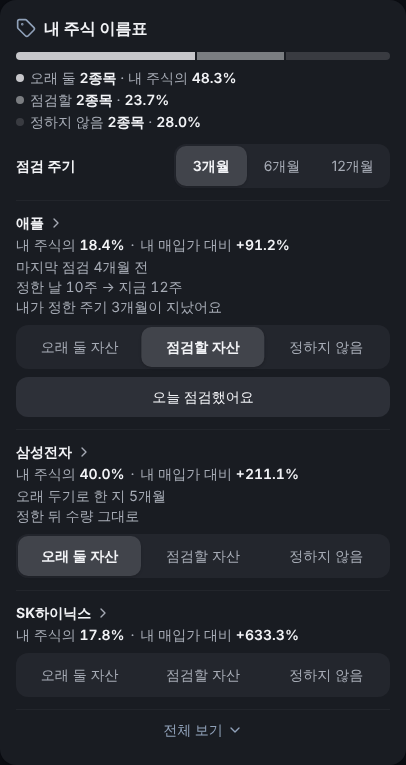 내 주식 이름표
오래 둘 2종목 · 내 주식의 48.3%
점검할 2종목 · 23.7%
정하지 않음 2종목 · 28.0%
점검 주기
3개월 6개월 12개월
애플
내 주식의 18.4% · 내 매입가 대비 +91.2%
마지막 점검 4개월 전
정한 날 10주 → 지금 12주
내가 정한 주기 3개월이 지났어요
오래 둘 자산 점검할 자산 정하지 않음
오늘 점검했어요
삼성전자
내 주식의 40.0% · 내 매입가 대비 +211.1%
오래 두기로 한 지 5개월
정한 뒤 수량 그대로
오래 둘 자산 점검할 자산 정하지 않음
SK하이닉스
내 주식의 17.8% · 내 매입가 대비 +633.3%
오래 둘 자산 점검할 자산 정하지 않음
전체 보기